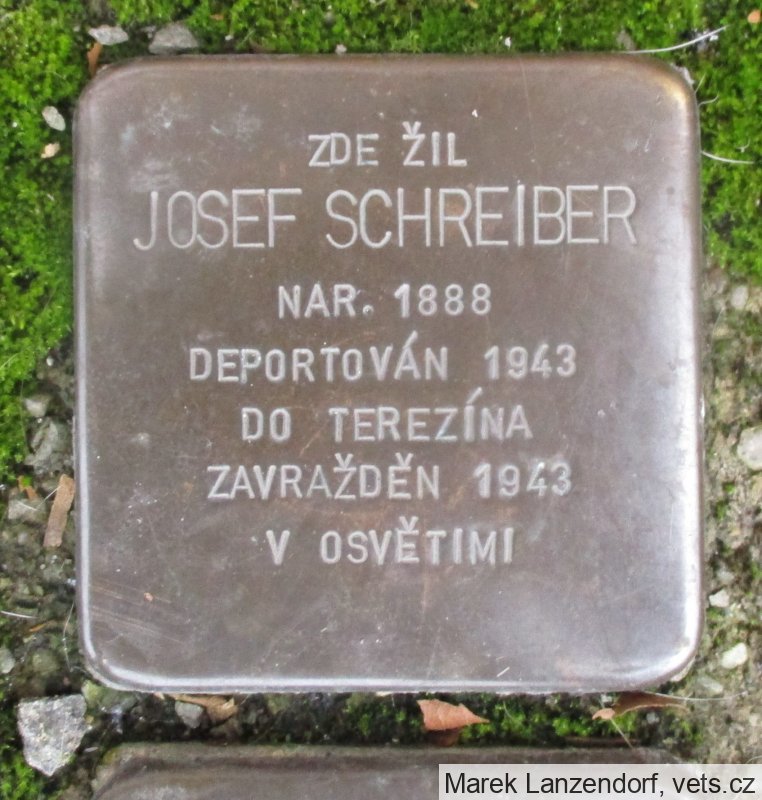 ZDE ŽIL
JOSEF SCHREIBER
NAR. 1888
DEPORTOVÁN 1943
DO TEREZÍNA
ZAVRAŽDĚN 1943
V OSVĚTIMI
Marek Lanzendorf, vets.cz